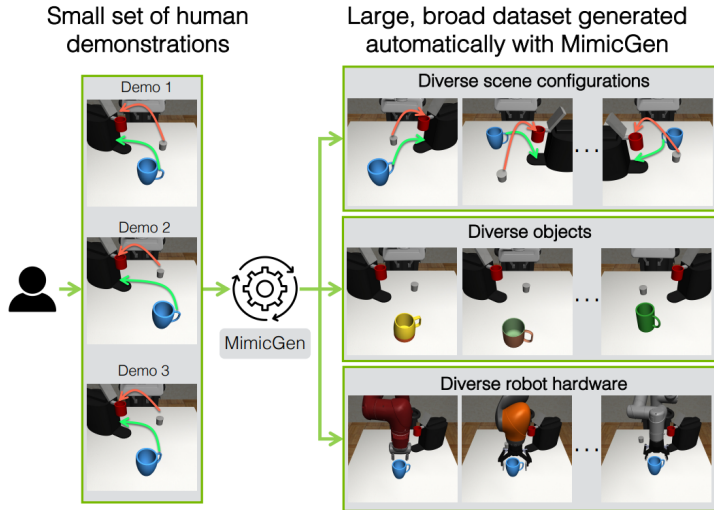 Small set of human
demonstrations
Large, broad dataset generated
automatically with MimicGen
Demo 1
Demo 2
Demo 3
MimicGen
Diverse scene configurations
...
Diverse objects
...
Diverse robot hardware
...